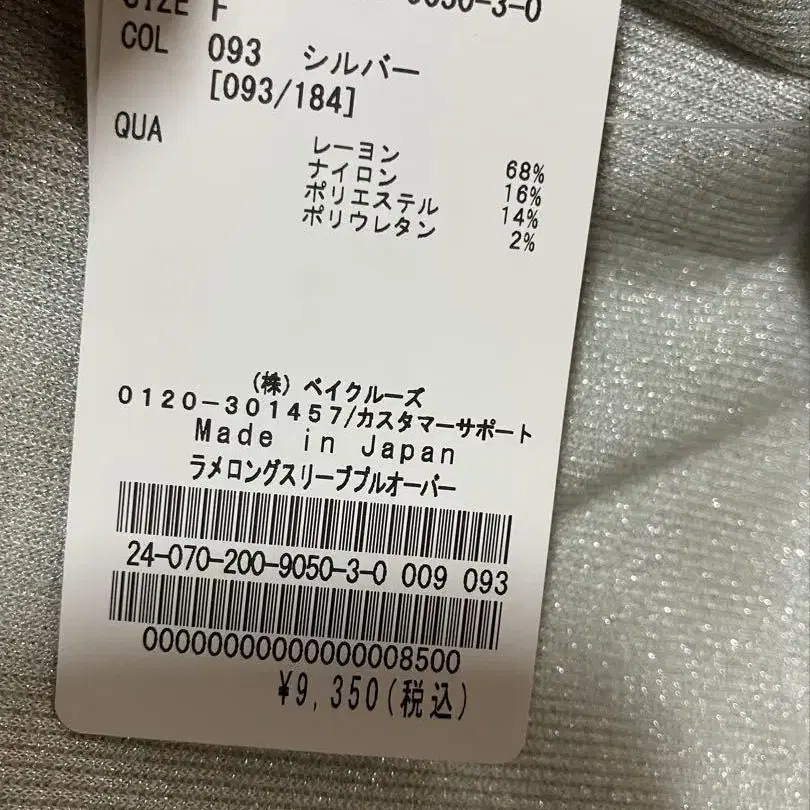 SIZE F
COL 093 シルバー
[093/184]
QUA
レーヨン 68%
ナイロン 16%
ポリエステル 14%
ポリウレタン 2%
(株) ベイクルーズ
0120-301457/カスタマーサポート
Made in Japan
ラメロングスリーブプルオーバー
24-070-200-9050-3-0 009 093
00000000000000008500
¥9,350(税込)